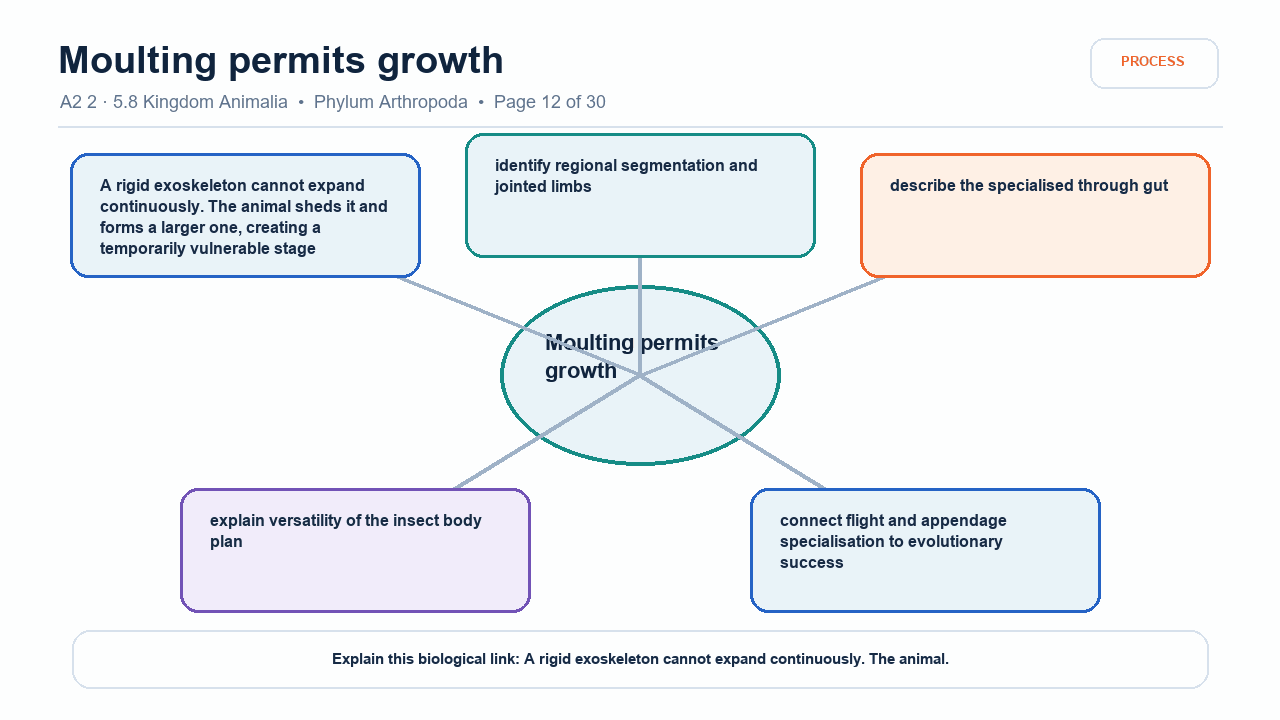 Moulting permits growth
PROCESS
A2 2 · 5.8 Kingdom Animalia • Phylum Arthropoda • Page 12 of 30
A rigid exoskeleton cannot expand
continuously. The animal sheds it and
forms a larger one, creating a
temporarily vulnerable stage
identify regional segmentation and
jointed limbs
describe the specialised through gut
Moulting permits
growth
explain versatility of the insect body
plan
connect flight and appendage
specialisation to evolutionary
success
Explain this biological link: A rigid exoskeleton cannot expand continuously. The animal.